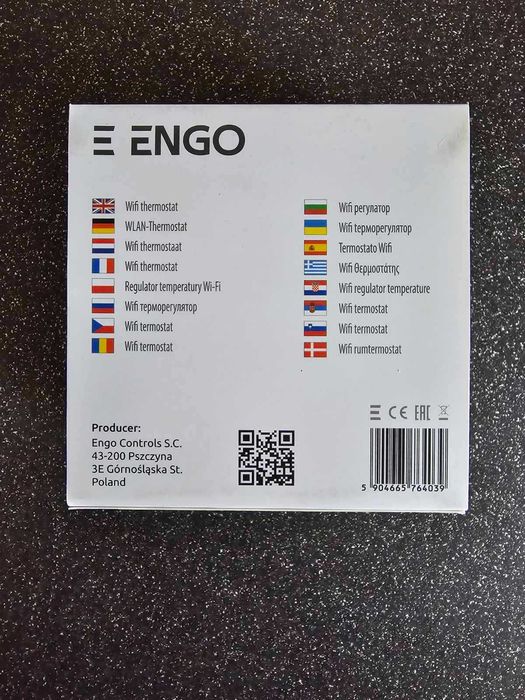 ENGO
Wifi thermostat
WLAN-Thermostat
Wifi thermostaat
Wifi thermostat
Regulator temperatury Wi-Fi
Wifi терморегулятор
Wifi termostat
Wifi termostat
Wifi регулатор
Wifi терморегулятор
Termostato Wifi
Wifi θερμοστάτης
Wifi regulator temperature
Wifi termostat
Wifi termostat
Wifi rumtermostat
Producer:
Engo Controls S.C.
43-200 Pszczyna
3E Górnośląska St.
Poland
CE EAC
5 904665 764039